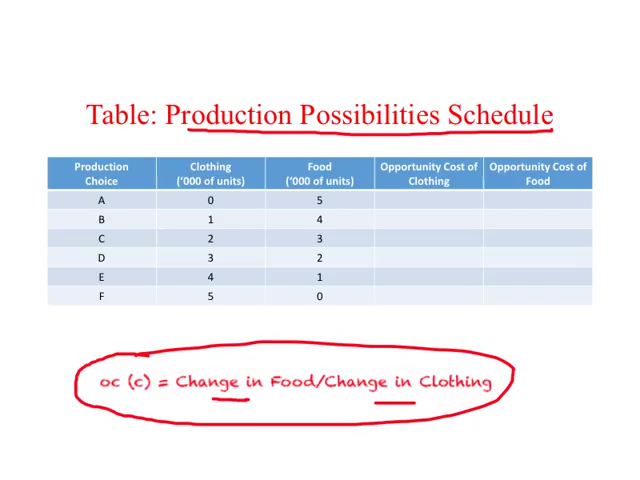 Table: Production Possibilities Schedule
Production Choice Clothing (‘000 of units) Food (‘000 of units) Opportunity Cost of Clothing Opportunity Cost of Food
A 0 5
B 1 4
C 2 3
D 3 2
E 4 1
F 5 0
oc (c) = Change in Food/Change in Clothing